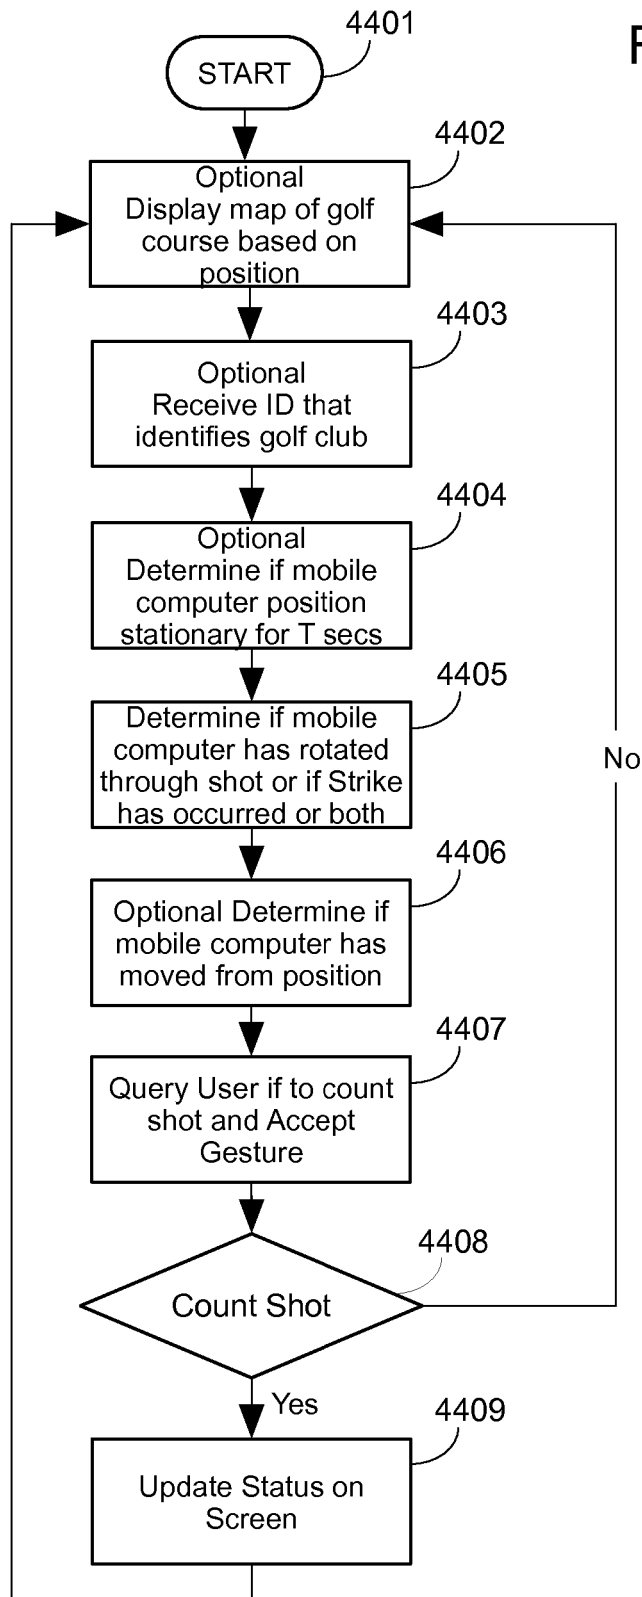 4401
START
4402
Optional
Display map of golf
course based on
position
4403
Optional
Receive ID that
identifies golf club
4404
Optional
Determine if mobile
computer position
stationary for T secs
4405
Determine if mobile
computer has rotated
through shot or if Strike
has occurred or both
No
4406
Optional Determine if
mobile computer has
moved from position
4407
Query User if to count
shot and Accept
Gesture
4408
Count Shot
Yes
4409
Update Status on
Screen